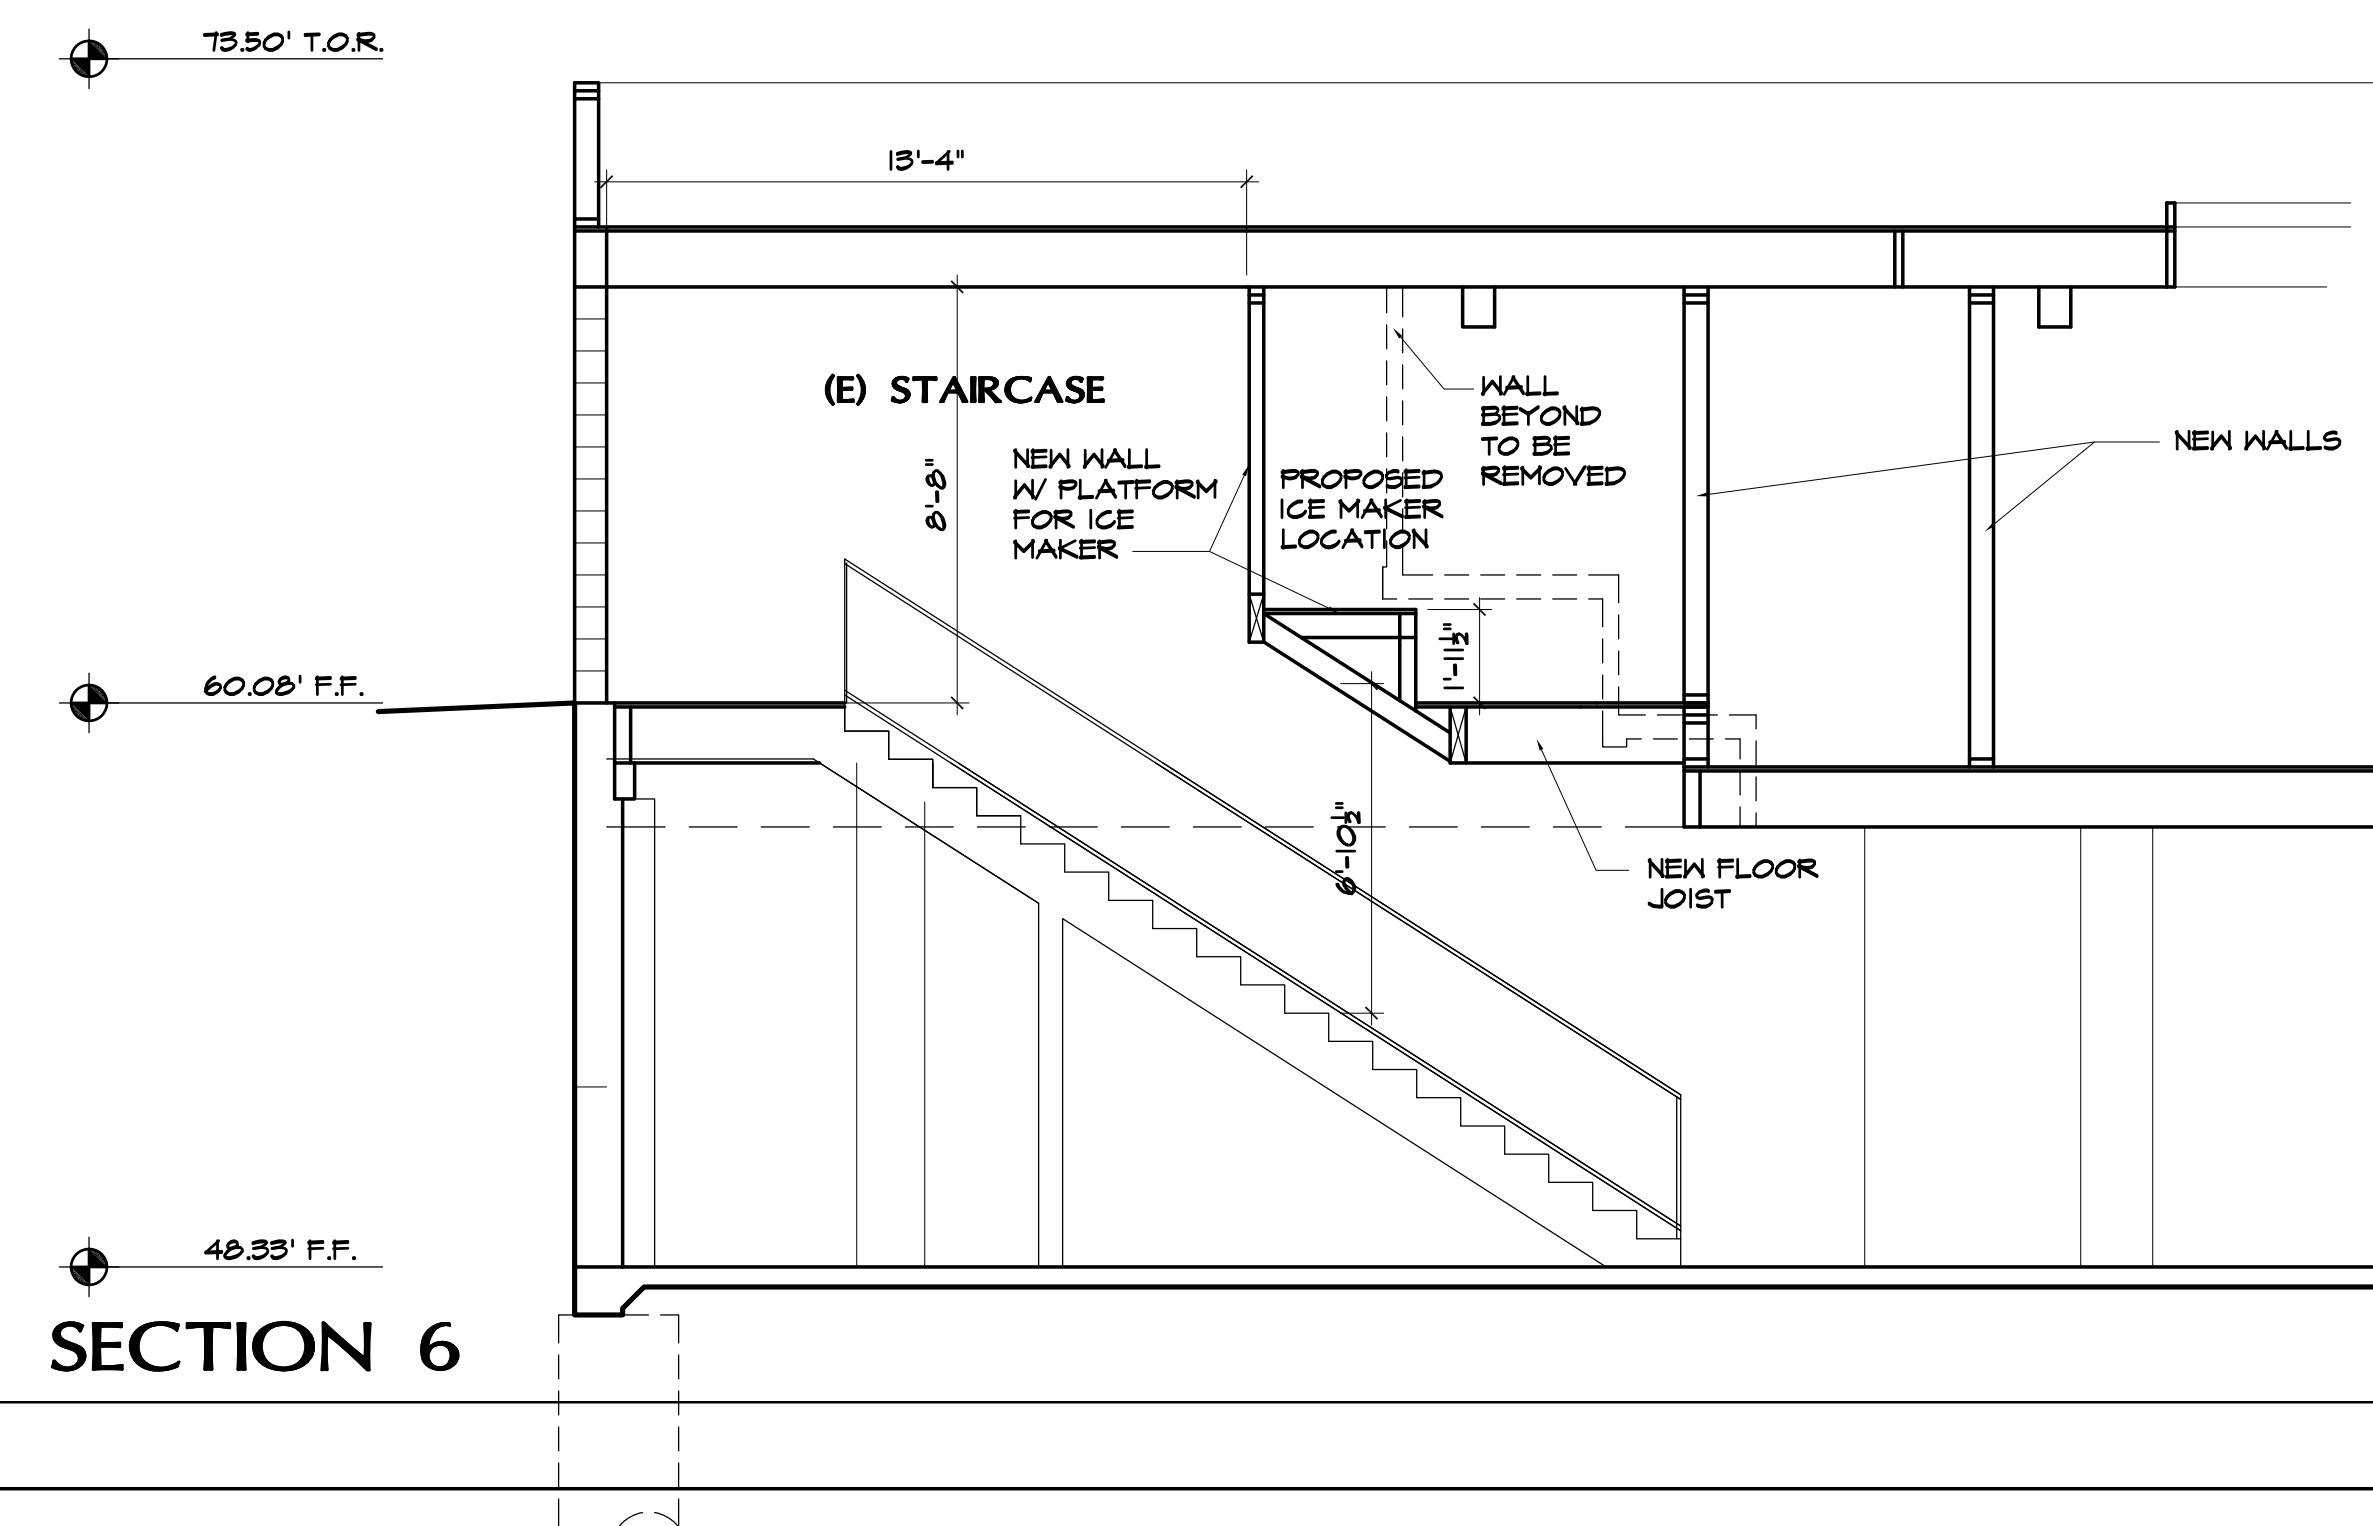 73.50' T.O.R.
13'-4"
(E) STAIRCASE
8'-8"
NEW WALL
W/ PLATFORM
FOR ICE
MAKER
PROPOSED
ICE MAKER
LOCATION
WALL
BEYOND
TO BE
REMOVED
NEW WALLS
1'-11½"
60.08' F.F.
6'-10½"
NEW FLOOR
JOIST
48.33' F.F.
SECTION 6